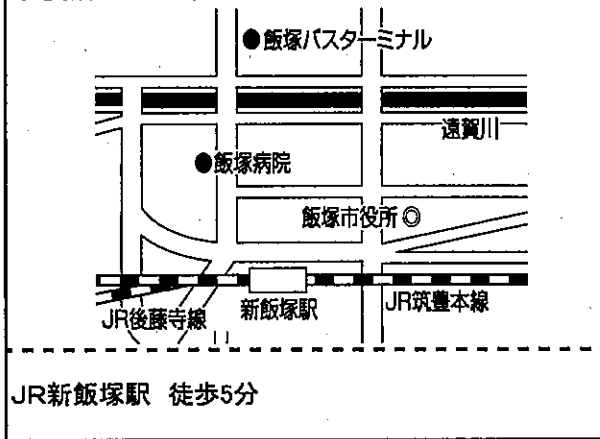 ●飯塚バスターミナル
遠賀川
●飯塚病院
飯塚市役所◎
JR後藤寺線
新飯塚駅
JR筑豊本線
JR新飯塚駅 徒歩5分